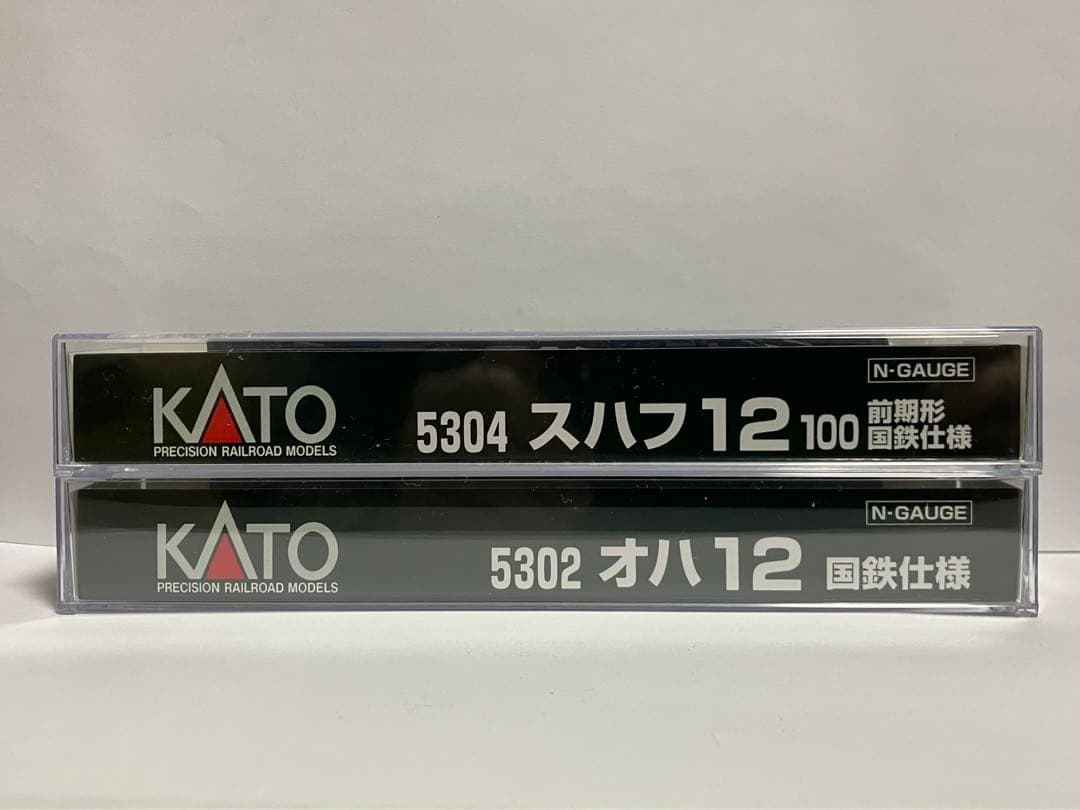 N-GAUGE
KATO
PRECISION RAILROAD MODELS
5304 スハフ12 100 前期形
国鉄仕様
N-GAUGE
KATO
PRECISION RAILROAD MODELS
5302 オハ12 国鉄仕様